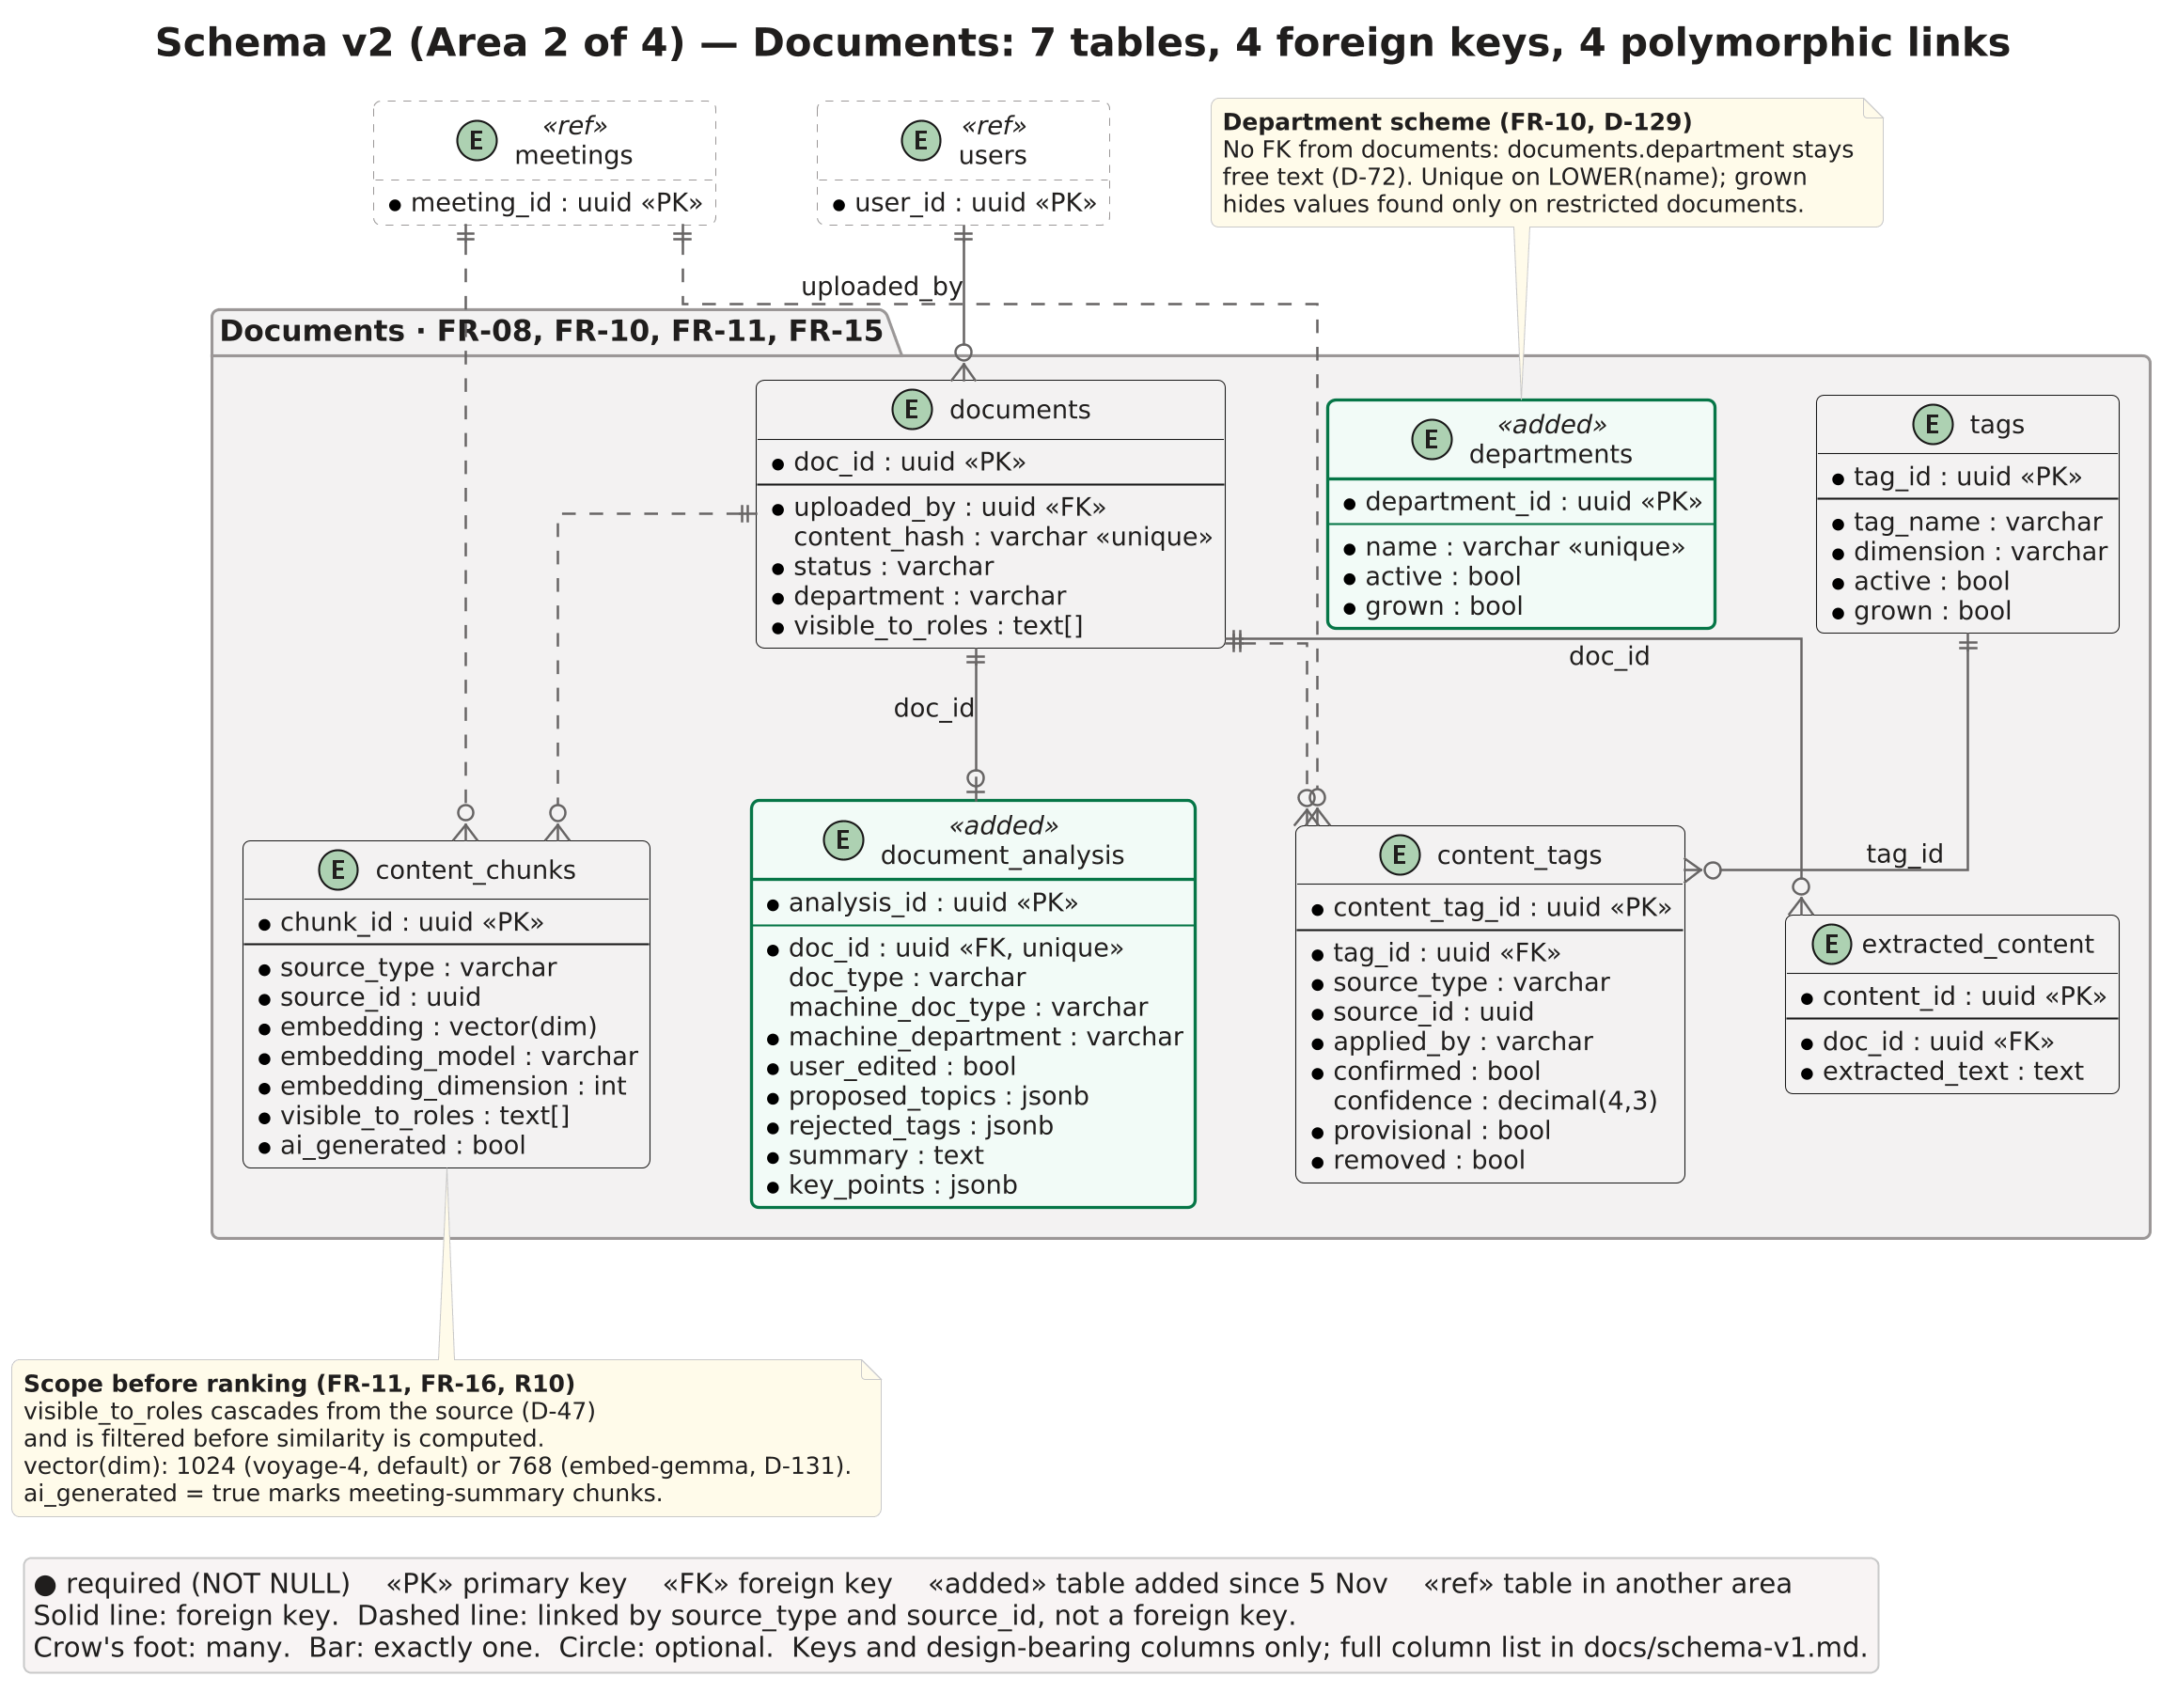 Schema v2 (Area 2 of 4) — Documents: 7 tables, 4 foreign keys, 4 polymorphic links
E
«ref»
meetings
● meeting_id : uuid «PK»
E
«ref»
users
● user_id : uuid «PK»
Department scheme (FR-10, D-129)
No FK from documents: documents.department stays
free text (D-72). Unique on LOWER(name); grown
hides values found only on restricted documents.
uploaded_by
Documents · FR-08, FR-10, FR-11, FR-15
E documents
● doc_id : uuid «PK»
● uploaded_by : uuid «FK»
content_hash : varchar «unique»
● status : varchar
● department : varchar
● visible_to_roles : text[]
E
«added»
departments
● department_id : uuid «PK»
● name : varchar «unique»
● active : bool
● grown : bool
E tags
● tag_id : uuid «PK»
● tag_name : varchar
● dimension : varchar
● active : bool
● grown : bool
doc_id
doc_id
tag_id
E content_chunks
● chunk_id : uuid «PK»
● source_type : varchar
● source_id : uuid
● embedding : vector(dim)
● embedding_model : varchar
● embedding_dimension : int
● visible_to_roles : text[]
● ai_generated : bool
E
«added»
document_analysis
● analysis_id : uuid «PK»
● doc_id : uuid «FK, unique»
doc_type : varchar
machine_doc_type : varchar
● machine_department : varchar
● user_edited : bool
● proposed_topics : jsonb
● rejected_tags : jsonb
● summary : text
● key_points : jsonb
E content_tags
● content_tag_id : uuid «PK»
● tag_id : uuid «FK»
● source_type : varchar
● source_id : uuid
● applied_by : varchar
● confirmed : bool
confidence : decimal(4,3)
● provisional : bool
● removed : bool
E extracted_content
● content_id : uuid «PK»
● doc_id : uuid «FK»
● extracted_text : text
Scope before ranking (FR-11, FR-16, R10)
visible_to_roles cascades from the source (D-47)
and is filtered before similarity is computed.
vector(dim): 1024 (voyage-4, default) or 768 (embed-gemma, D-131).
ai_generated = true marks meeting-summary chunks.
● required (NOT NULL) «PK» primary key «FK» foreign key «added» table added since 5 Nov «ref» table in another area
Solid line: foreign key. Dashed line: linked by source_type and source_id, not a foreign key.
Crow's foot: many. Bar: exactly one. Circle: optional. Keys and design-bearing columns only; full column list in docs/schema-v1.md.